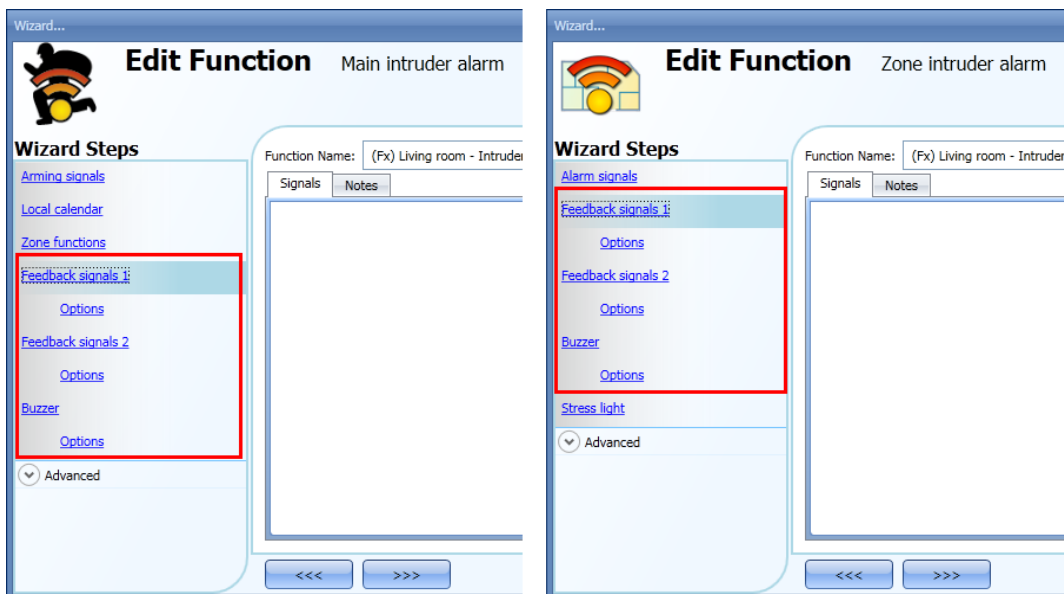 Wizard...
Edit Function Main intruder alarm
Wizard Steps
Arming signals
Local calendar
Zone functions
Feedback signals 1
Options
Feedback signals 2
Options
Buzzer
Options
Advanced
Function Name: (Fx) Living room - Intruder
Signals Notes
<<< >>>
Wizard...
Edit Function Zone intruder alarm
Wizard Steps
Alarm signals
Feedback signals 1
Options
Feedback signals 2
Options
Buzzer
Options
Stress light
Advanced
Function Name: (Fx) Living room - Intruder
Signals Notes
<<< >>>